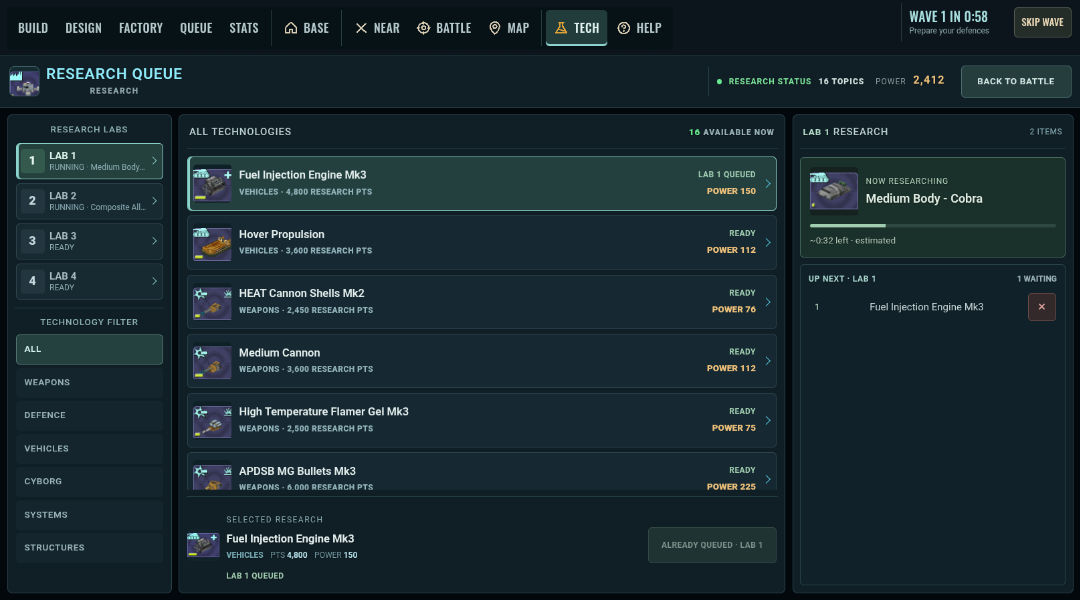 BUILD DESIGN FACTORY QUEUE STATS BASE NEAR BATTLE MAP TECH HELP
WAVE 1 IN 0:58
Prepare your defences
SKIP WAVE
RESEARCH QUEUE
RESEARCH
RESEARCH STATUS 16 TOPICS POWER 2,412
BACK TO BATTLE
RESEARCH LABS
1 LAB 1
RUNNING · Medium Body...
2 LAB 2
RUNNING · Composite All...
3 LAB 3
READY
4 LAB 4
READY
TECHNOLOGY FILTER
ALL
WEAPONS
DEFENCE
VEHICLES
CYBORG
SYSTEMS
STRUCTURES
ALL TECHNOLOGIES
16 AVAILABLE NOW
Fuel Injection Engine Mk3
VEHICLES · 4,800 RESEARCH PTS
LAB 1 QUEUED
POWER 150
Hover Propulsion
VEHICLES · 3,600 RESEARCH PTS
READY
POWER 112
HEAT Cannon Shells Mk2
WEAPONS · 2,450 RESEARCH PTS
READY
POWER 76
Medium Cannon
WEAPONS · 3,600 RESEARCH PTS
READY
POWER 112
High Temperature Flamer Gel Mk3
WEAPONS · 2,500 RESEARCH PTS
READY
POWER 75
APDSB MG Bullets Mk3
WEAPONS · 6,000 RESEARCH PTS
READY
POWER 225
SELECTED RESEARCH
Fuel Injection Engine Mk3
VEHICLES PTS 4,800 POWER 150
LAB 1 QUEUED
ALREADY QUEUED · LAB 1
LAB 1 RESEARCH
2 ITEMS
NOW RESEARCHING
Medium Body - Cobra
~0:32 left · estimated
UP NEXT · LAB 1
1 WAITING
1 Fuel Injection Engine Mk3 ×